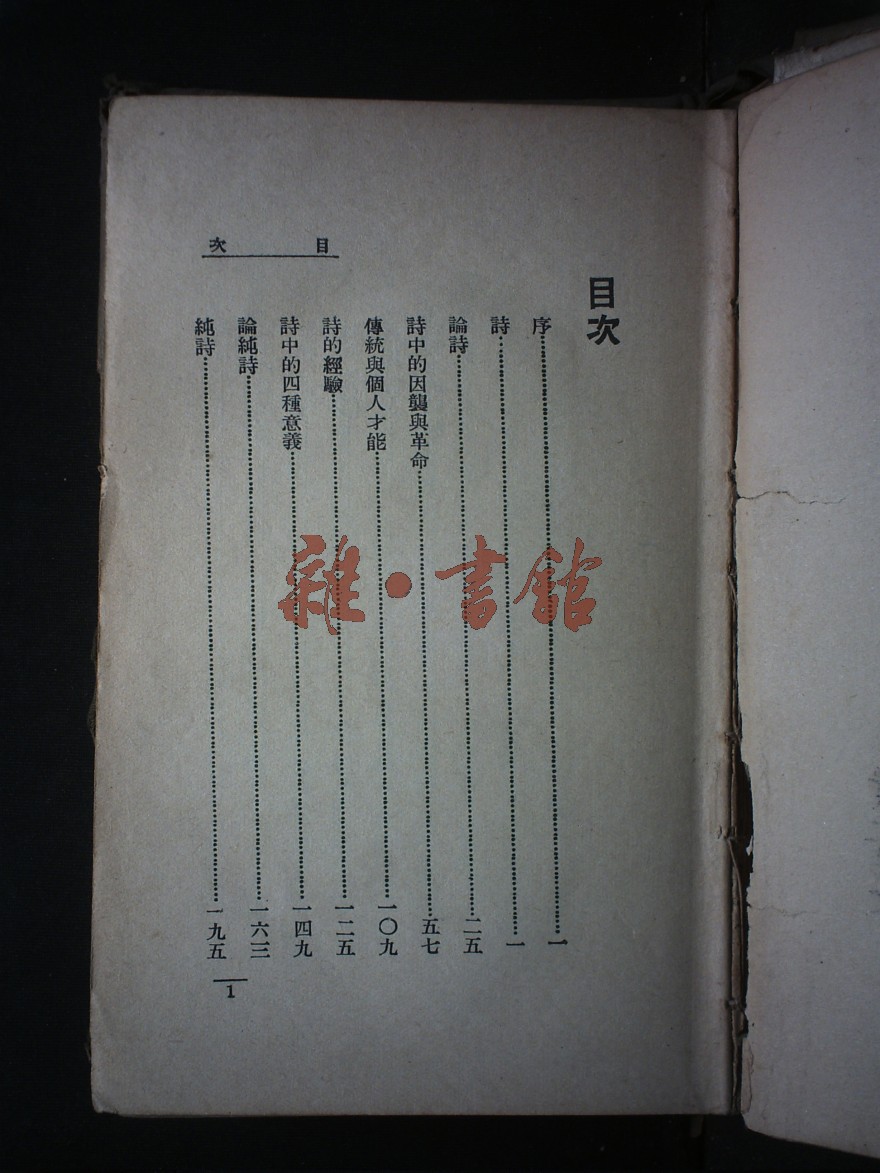 目次
序 一
詩 一
論詩 二五
詩中的因襲與革命 五七
傳統與個人才能 一〇九
詩的經驗 一二五
詩中的四種意義 一四九
論純詩 一六三
純詩 一九五
目 次
1
雜·書館